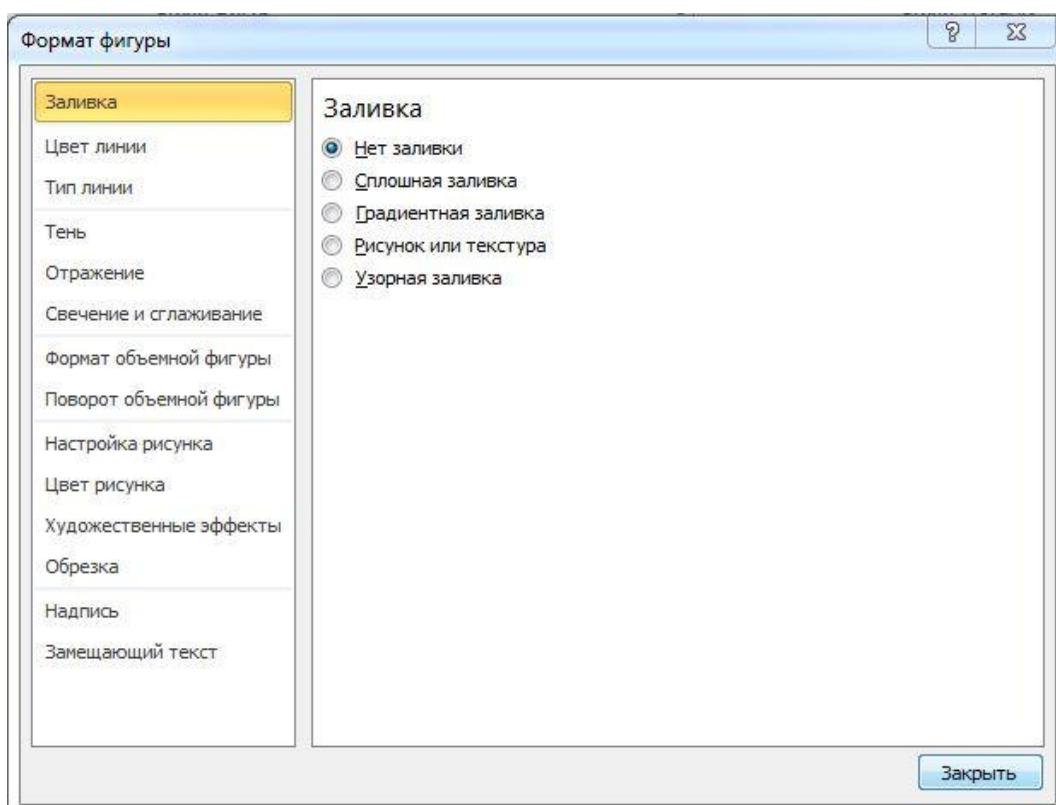 Формат фигуры
Заливка
Цвет линии
Тип линии
Тень
Отражение
Свечение и сглаживание
Формат объемной фигуры
Поворот объемной фигуры
Настройка рисунка
Цвет рисунка
Художественные эффекты
Обрезка
Надпись
Замещающий текст
Заливка
Нет заливки
Сплошная заливка
Градиентная заливка
Рисунок или текстура
Узорная заливка
Закрыть